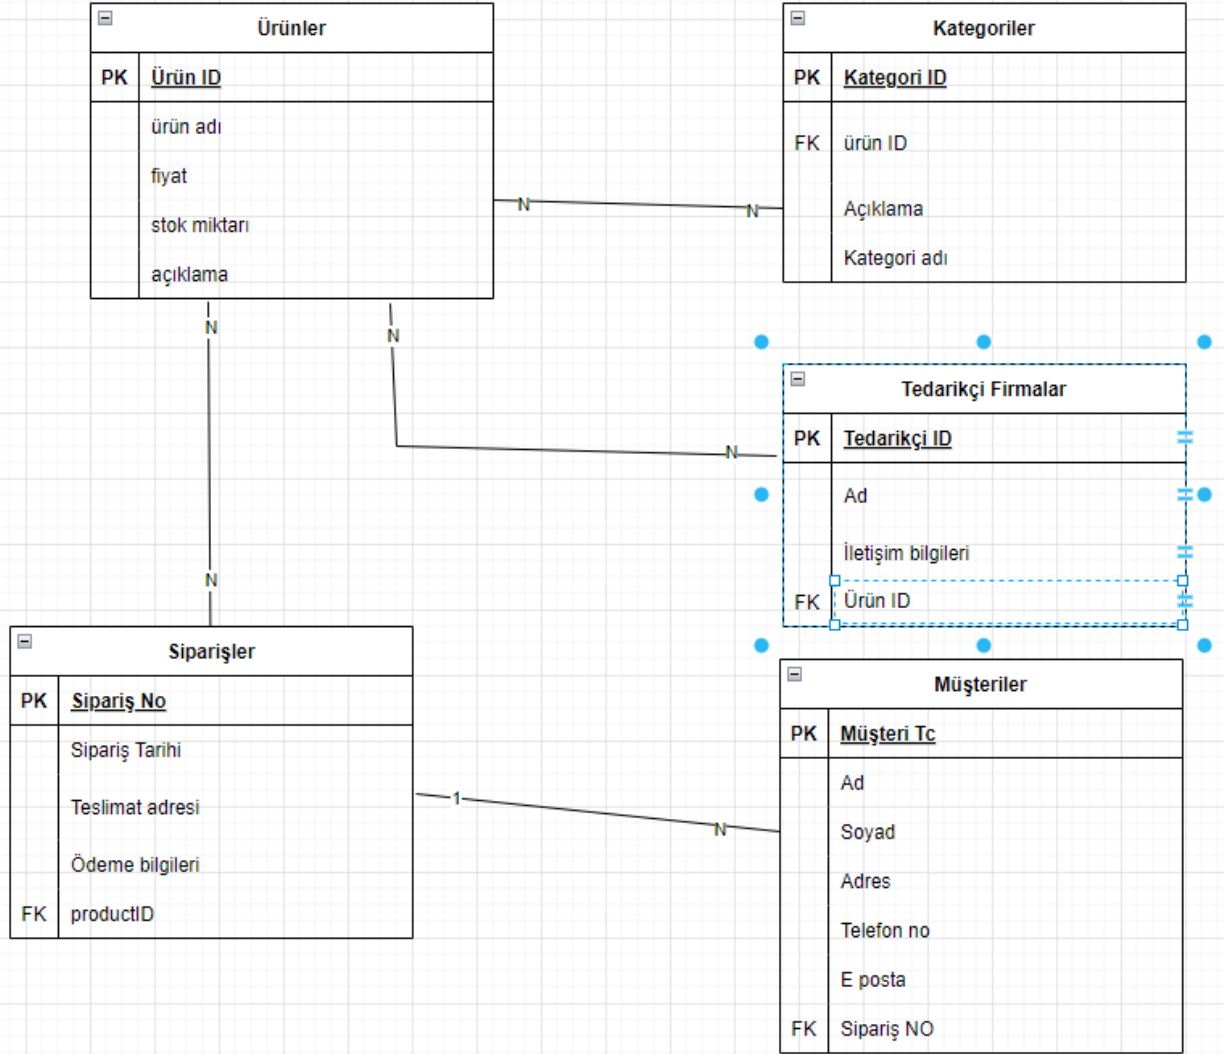 Ürünler
PK Ürün ID
ürün adı
fiyat
stok miktarı
açıklama
Kategoriler
PK Kategori ID
FK ürün ID
Açıklama
Kategori adı
N
N
N
N
N
N
Tedarikçi Firmalar
PK Tedarikçi ID
Ad
İletişim bilgileri
FK Ürün ID
Siparişler
PK Sipariş No
Sipariş Tarihi
Teslimat adresi
Ödeme bilgileri
FK productID
1
N
Müşteriler
PK Müşteri Tc
Ad
Soyad
Adres
Telefon no
E posta
FK Sipariş NO